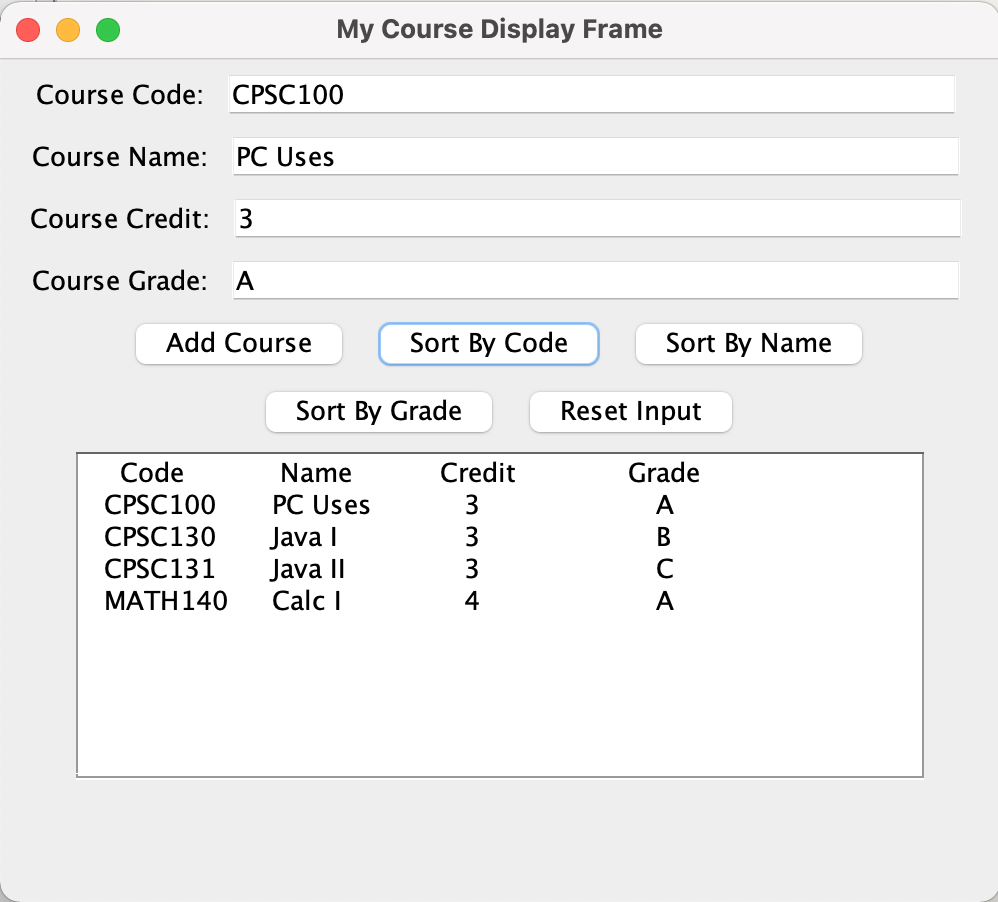 My Course Display Frame
Course Code: CPSC100
Course Name: PC Uses
Course Credit: 3
Course Grade: A
Add Course Sort By Code Sort By Name
Sort By Grade Reset Input
Code Name Credit Grade
CPSC100 PC Uses 3 A
CPSC130 Java I 3 B
CPSC131 Java II 3 C
MATH140 Calc I 4 A